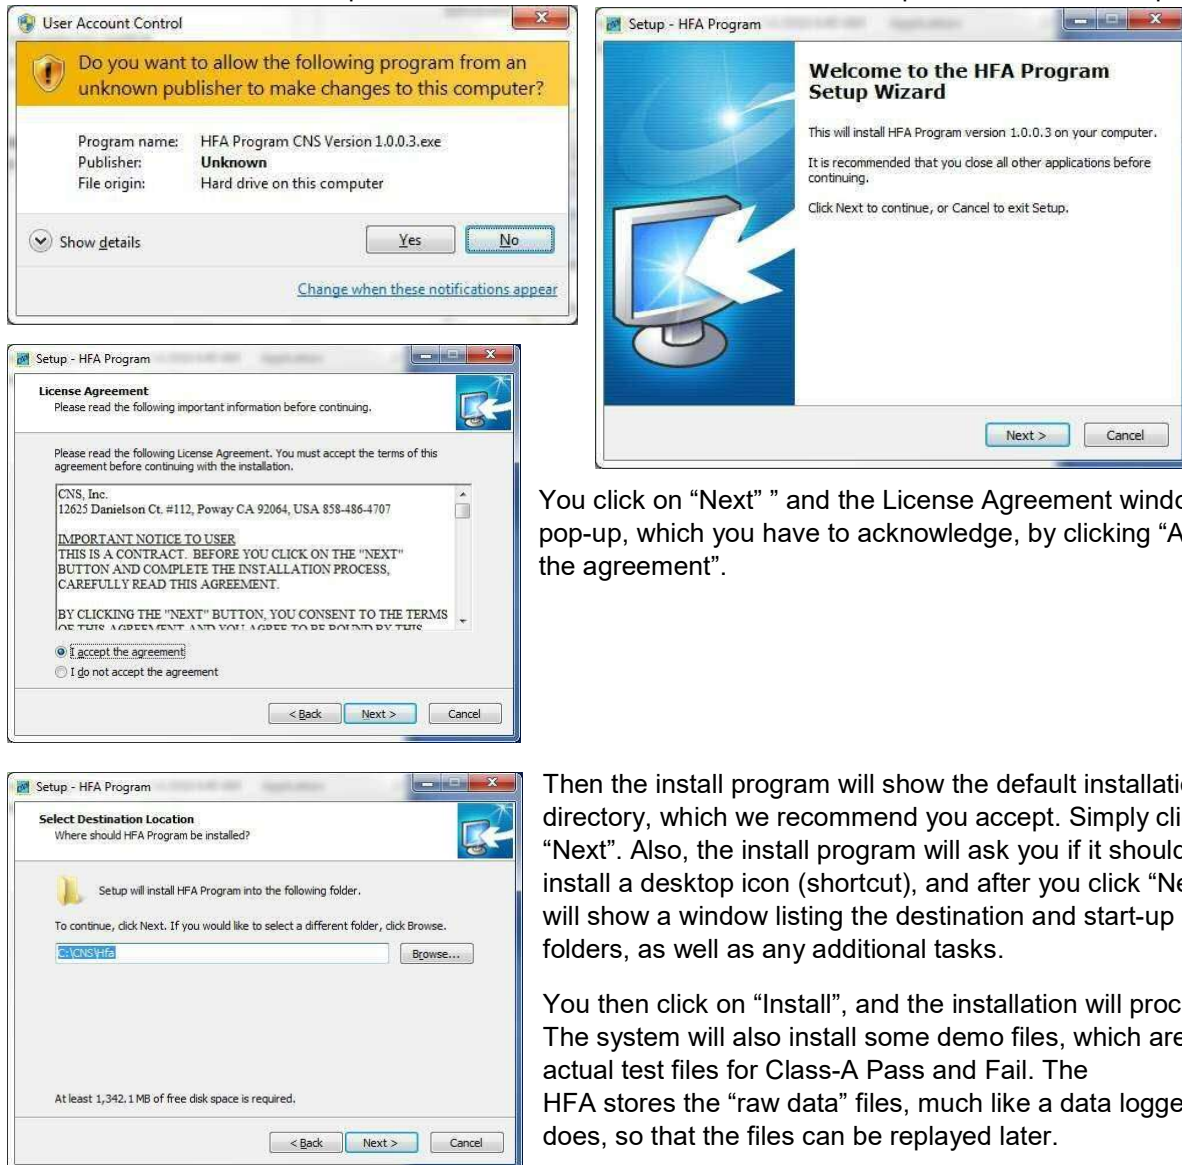 User Account Control
Do you want to allow the following program from an
unknown publisher to make changes to this computer?
Program name: HFA Program CNS Version 1.0.0.3.exe
Publisher: Unknown
File origin: Hard drive on this computer
Show details
Yes
No
Change when these notifications appear
Setup - HFA Program
Welcome to the HFA Program
Setup Wizard
This will install HFA Program version 1.0.0.3 on your computer.
It is recommended that you close all other applications before
continuing.
Click Next to continue, or Cancel to exit Setup.
Next >
Cancel
Setup - HFA Program
License Agreement
Please read the following important information before continuing.
Please read the following License Agreement. You must accept the terms of this
agreement before continuing with the installation.
CNS, Inc.
12625 Danielson Ct. #112, Poway CA 92064, USA 858-486-4707
IMPORTANT NOTICE TO USER
THIS IS A CONTRACT. BEFORE YOU CLICK ON THE "NEXT"
BUTTON AND COMPLETE THE INSTALLATION PROCESS,
CAREFULLY READ THIS AGREEMENT.
BY CLICKING THE "NEXT" BUTTON, YOU CONSENT TO THE TERMS
OF THIS AGREEMENT AND YOU AGREE TO BE BOUND BY THIS
I accept the agreement
I do not accept the agreement
< Back
Next >
Cancel
You click on “Next” ” and the License Agreement windo
pop-up, which you have to acknowledge, by clicking “A
the agreement”.
Setup - HFA Program
Select Destination Location
Where should HFA Program be installed?
Setup will install HFA Program into the following folder.
To continue, click Next. If you would like to select a different folder, click Browse.
C:\CNS\Hfa
Browse...
At least 1,342.1 MB of free disk space is required.
< Back
Next >
Cancel
Then the install program will show the default installati
directory, which we recommend you accept. Simply cli
“Next”. Also, the install program will ask you if it should
install a desktop icon (shortcut), and after you click “Ne
will show a window listing the destination and start-up
folders, as well as any additional tasks.
You then click on “Install”, and the installation will proc
The system will also install some demo files, which are
actual test files for Class-A Pass and Fail. The
HFA stores the “raw data” files, much like a data logge
does, so that the files can be replayed later.